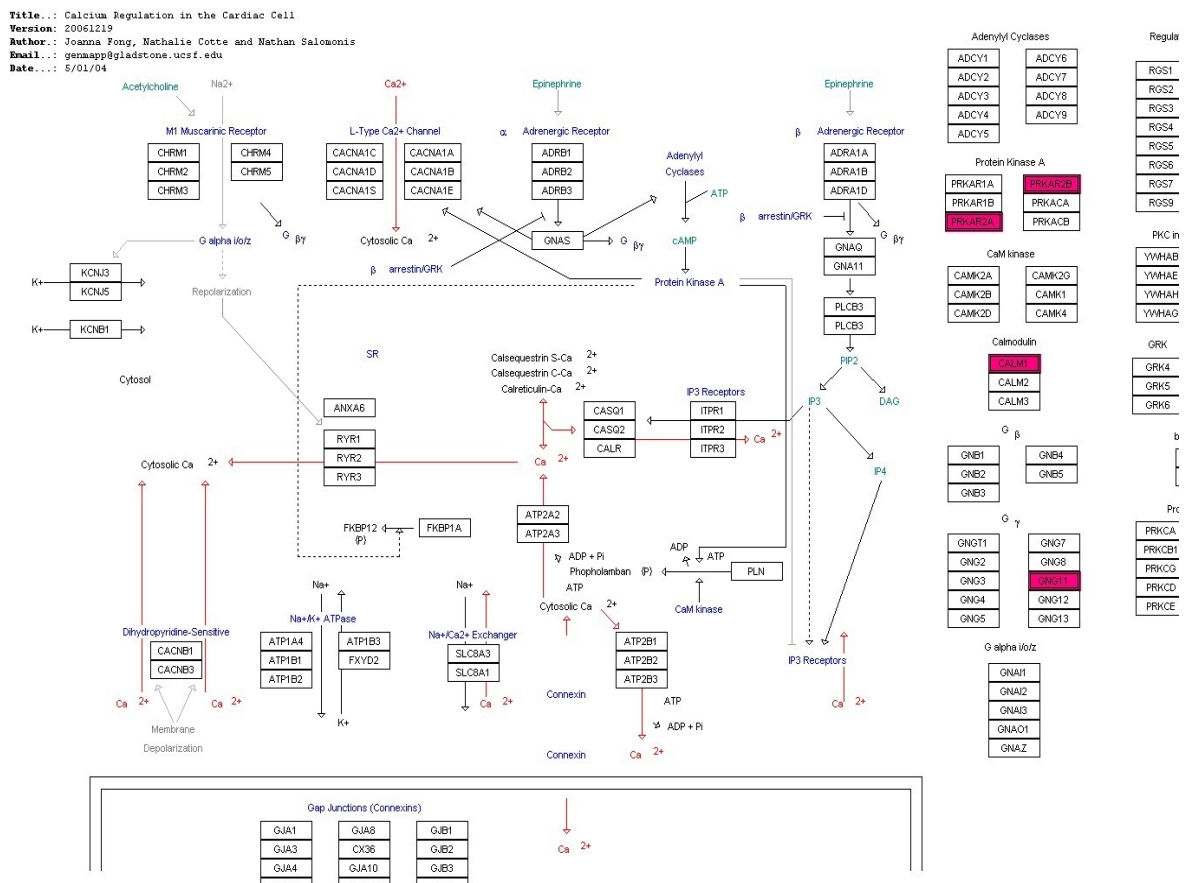 Title..: Calcium Regulation in the Cardiac Cell
Version: 20061219
Author.: Joanna Fong, Nathalie Cotte and Nathan Salomonis
Email..: genmapp@gladstone.ucsf.edu
Date...: 5/01/04
Acetylcholine
Na2+
M1 Muscarinic Receptor
CHRM1
CHRM2
CHRM3
CHRM4
CHRM5
G βγ
G alpha i/o/z
Repolarization
K+
KCNJ3
KCNJ5
K+
KCNB1
Cytosol
Ca2+
L-Type Ca2+ Channel
CACNA1C
CACNA1D
CACNA1S
CACNA1A
CACNA1B
CACNA1E
Cytosolic Ca 2+
β arrestin/GRK
Epinephrine
α Adrenergic Receptor
ADRB1
ADRB2
ADRB3
GNAS
G βγ
Adenylyl
Cyclases
ATP
cAMP
Protein Kinase A
Epinephrine
β Adrenergic Receptor
ADRA1A
ADRA1B
ADRA1D
β arrestin/GRK
G βγ
GNAQ
GNA11
PLCB3
PLCB3
PIP2
IP3
DAG
IP4
SR
Calsequestrin S-Ca 2+
Calsequestrin C-Ca 2+
Calreticulin-Ca 2+
ANXA6
RYR1
RYR2
RYR3
Cytosolic Ca 2+
Ca 2+
CASQ1
CASQ2
CALR
IP3 Receptors
ITPR1
ITPR2
ITPR3
Ca 2+
FKBP12
{P}
FKBP1A
ATP2A2
ATP2A3
ADP + Pi
ATP
Phopholamban {P}
ADP
ATP
PLN
CaM kinase
Cytosolic Ca 2+
Dihydropyridine-Sensitive
CACNB1
CACNB3
Ca 2+
Ca 2+
Membrane
Depolarization
Na+
Na+/K+ ATPase
ATP1A4
ATP1B1
ATP1B2
ATP1B3
FXYD2
K+
Na+
Na+/Ca2+ Exchanger
SLC8A3
SLC8A1
Ca 2+
ATP2B1
ATP2B2
ATP2B3
ATP
ADP + Pi
Ca 2+
Connexin
Connexin
IP3 Receptors
Ca 2+
Gap Junctions (Connexins)
GJA1
GJA3
GJA4
GJA8
CX36
GJA10
GJB1
GJB2
GJB3
Ca 2+
Adenylyl Cyclases
ADCY1
ADCY2
ADCY3
ADCY4
ADCY5
ADCY6
ADCY7
ADCY8
ADCY9
Protein Kinase A
PRKAR1A
PRKAR1B
PRKAR2A
PRKAR2B
PRKACA
PRKACB
CaM kinase
CAMK2A
CAMK2B
CAMK2D
CAMK2G
CAMK1
CAMK4
Calmodulin
CALM1
CALM2
CALM3
G β
GNB1
GNB2
GNB3
GNB4
GNB5
G γ
GNGT1
GNG2
GNG3
GNG4
GNG5
GNG7
GNG8
GNG11
GNG12
GNG13
G alpha i/o/z
GNAI1
GNAI2
GNAI3
GNAO1
GNAZ
Regula
RGS1
RGS2
RGS3
RGS4
RGS5
RGS6
RGS7
RGS9
PKC in
YWHAB
YWHAE
YWHAH
YWHAG
GRK
GRK4
GRK5
GRK6
b
Pro
PRKCA
PRKCB1
PRKCG
PRKCD
PRKCE